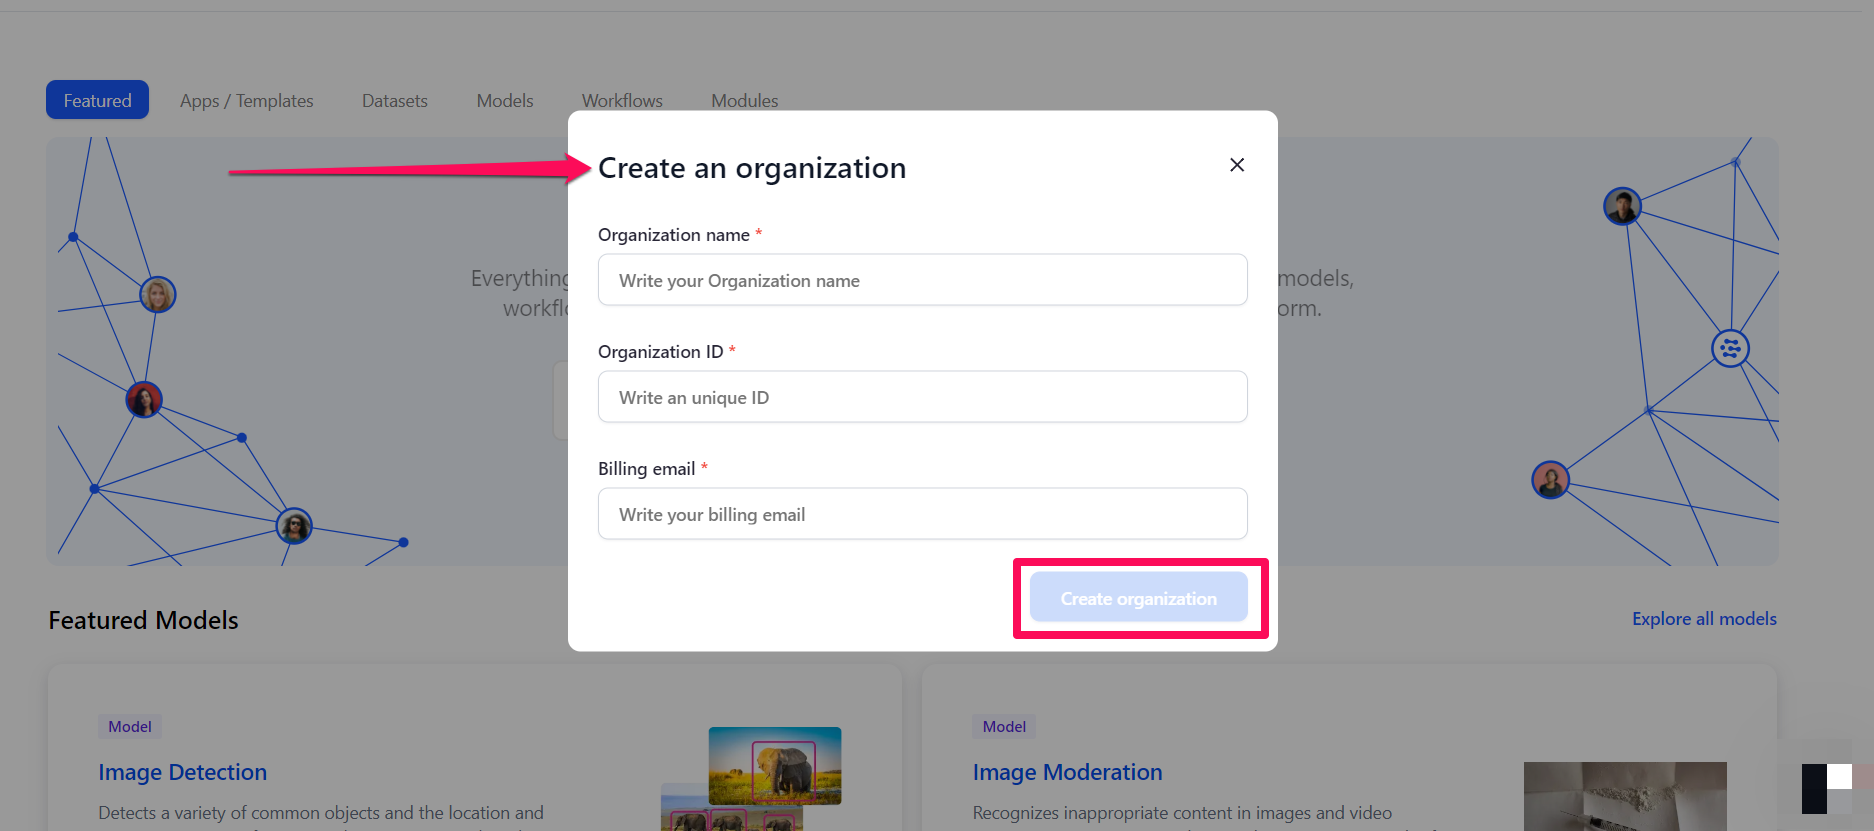 Featured
Apps / Templates
Datasets
Models
Workflows
Modules
Create an organization
Organization name *
Write your Organization name
Everything
models,
workflo
orm.
Organization ID *
Write an unique ID
Billing email *
Write your billing email
Create organization
Featured Models
Explore all models
Model
Image Detection
Detects a variety of common objects and the location and
Model
Image Moderation
Recognizes inappropriate content in images and video